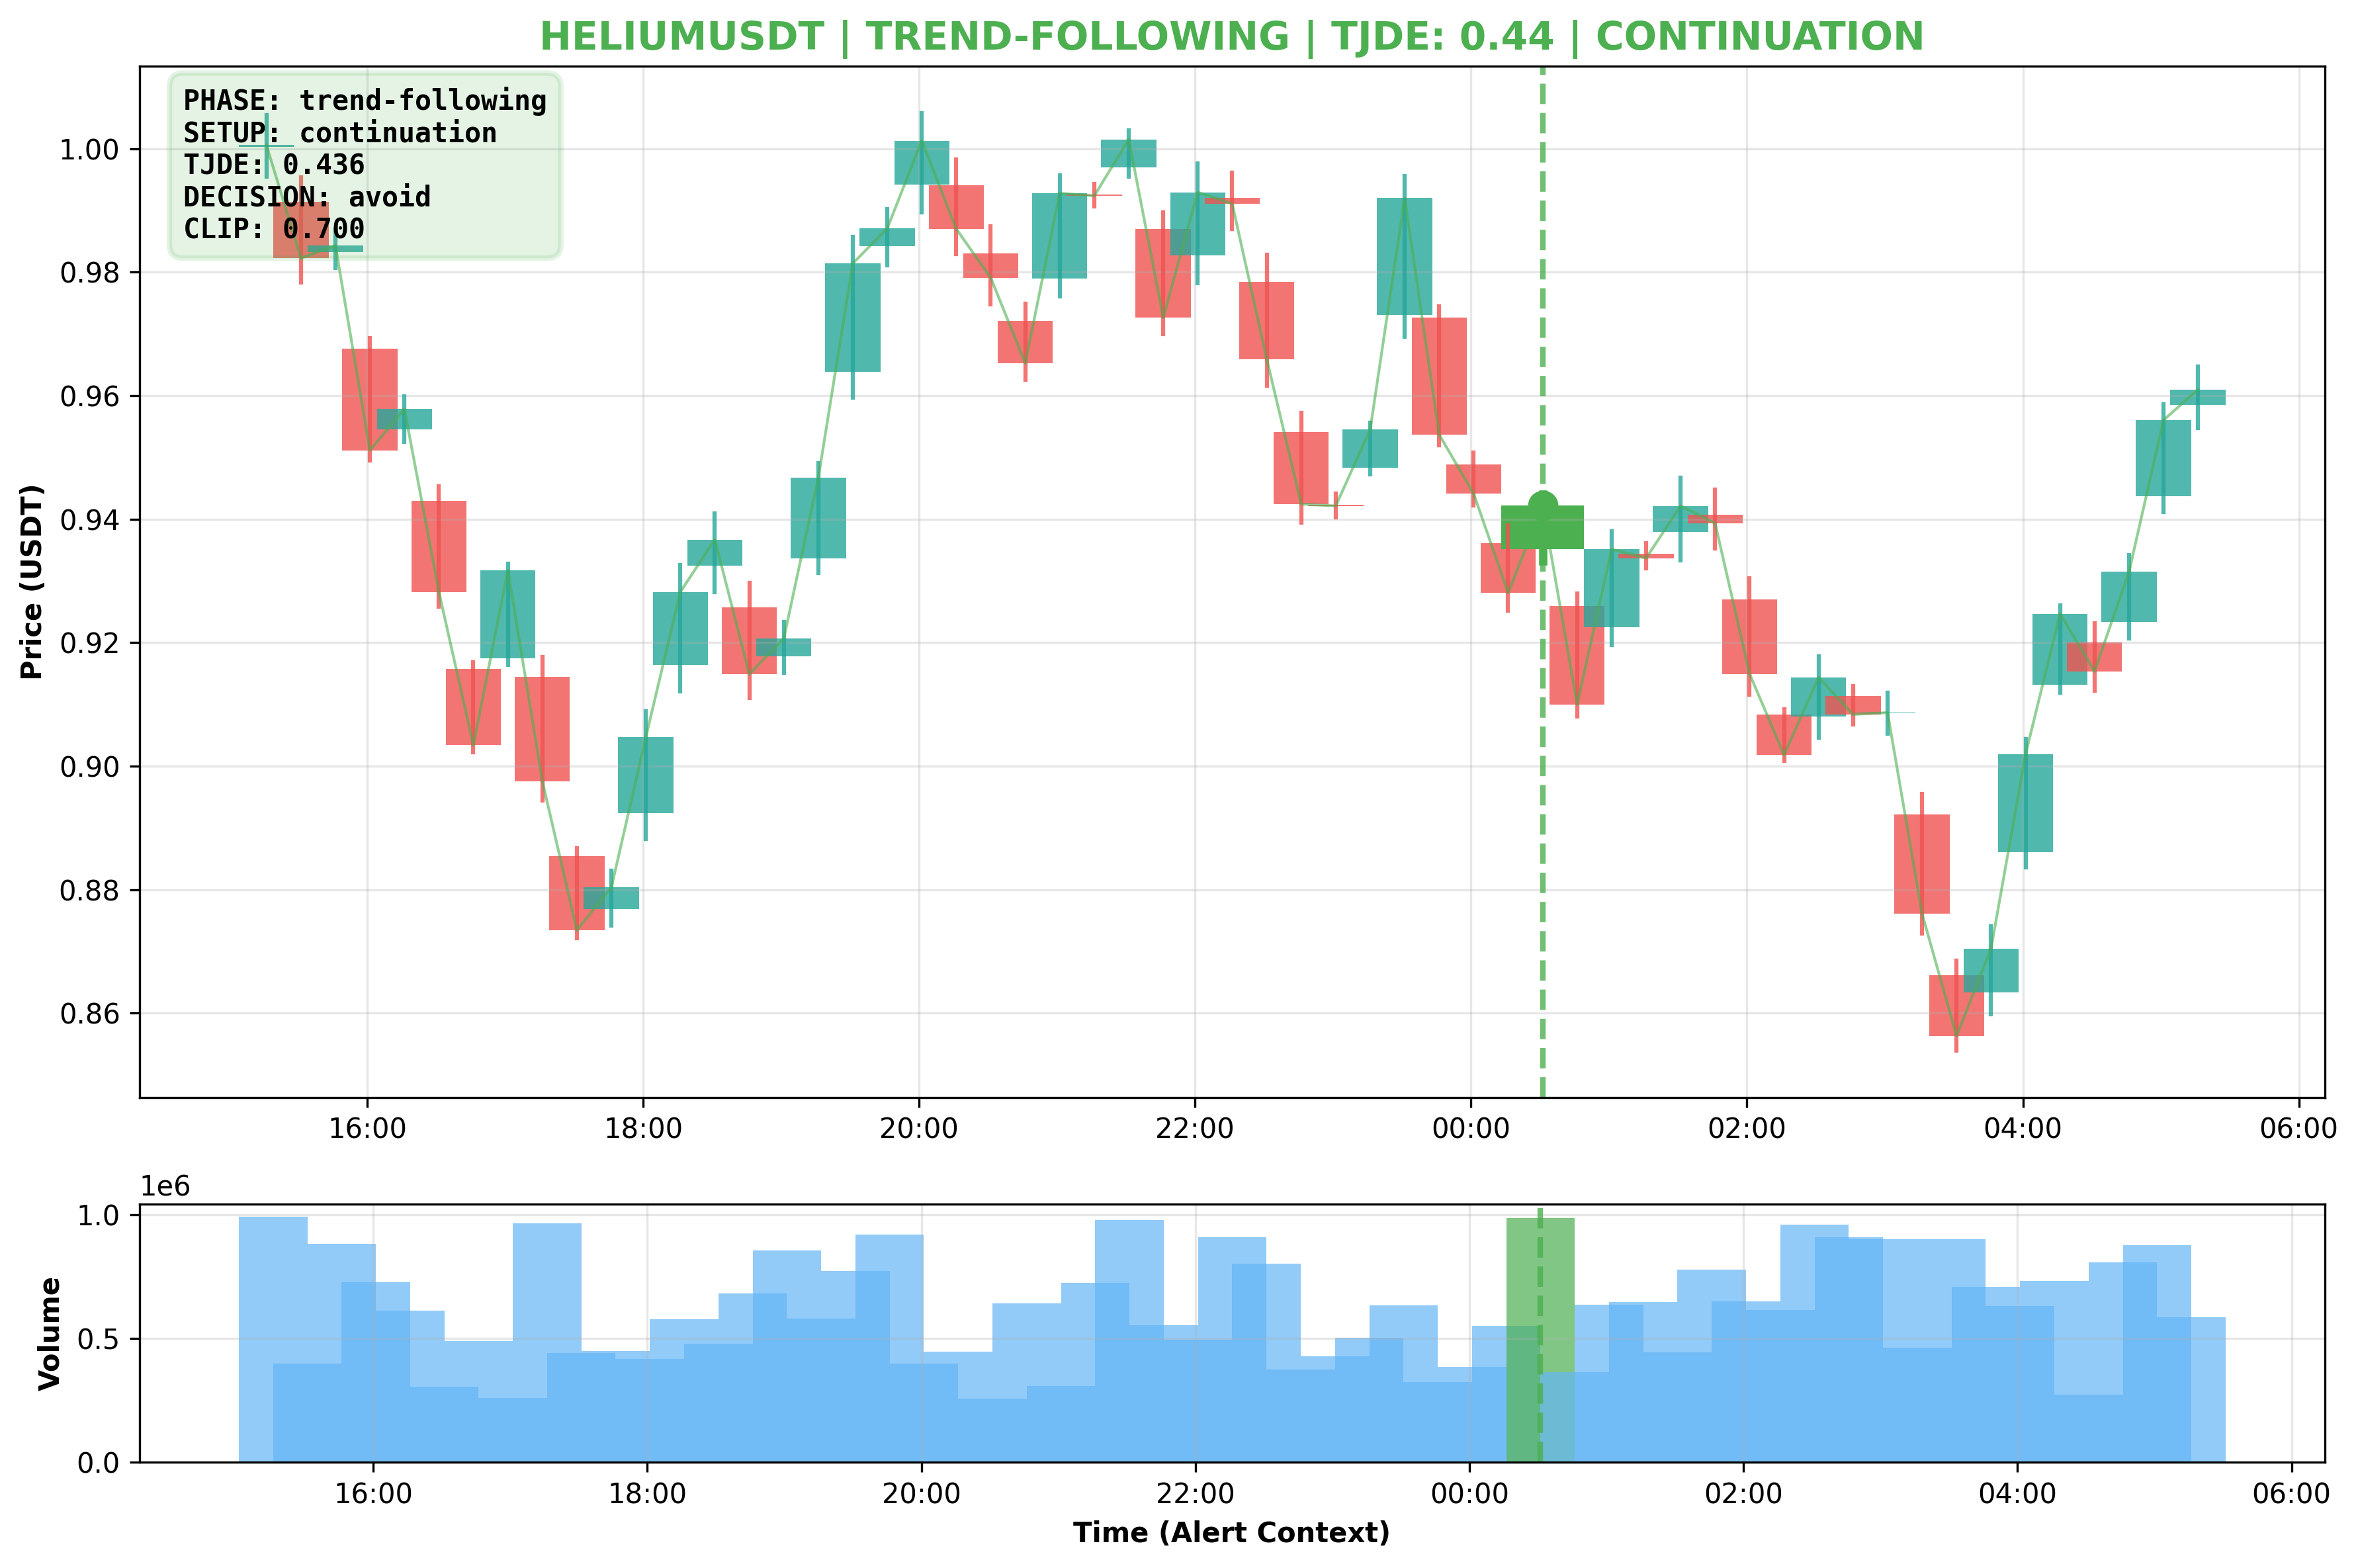 HELIUMUSDT | TREND-FOLLOWING | TJDE: 0.44 | CONTINUATION
PHASE: trend-following
SETUP: continuation
TJDE: 0.436
DECISION: avoid
CLIP: 0.700
Price (USDT)
1.00
0.98
0.96
0.94
0.92
0.90
0.88
0.86
16:00 18:00 20:00 22:00 00:00 02:00 04:00 06:00
1e6
Volume
1.0
0.5
0.0
16:00 18:00 20:00 22:00 00:00 02:00 04:00 06:00
Time (Alert Context)